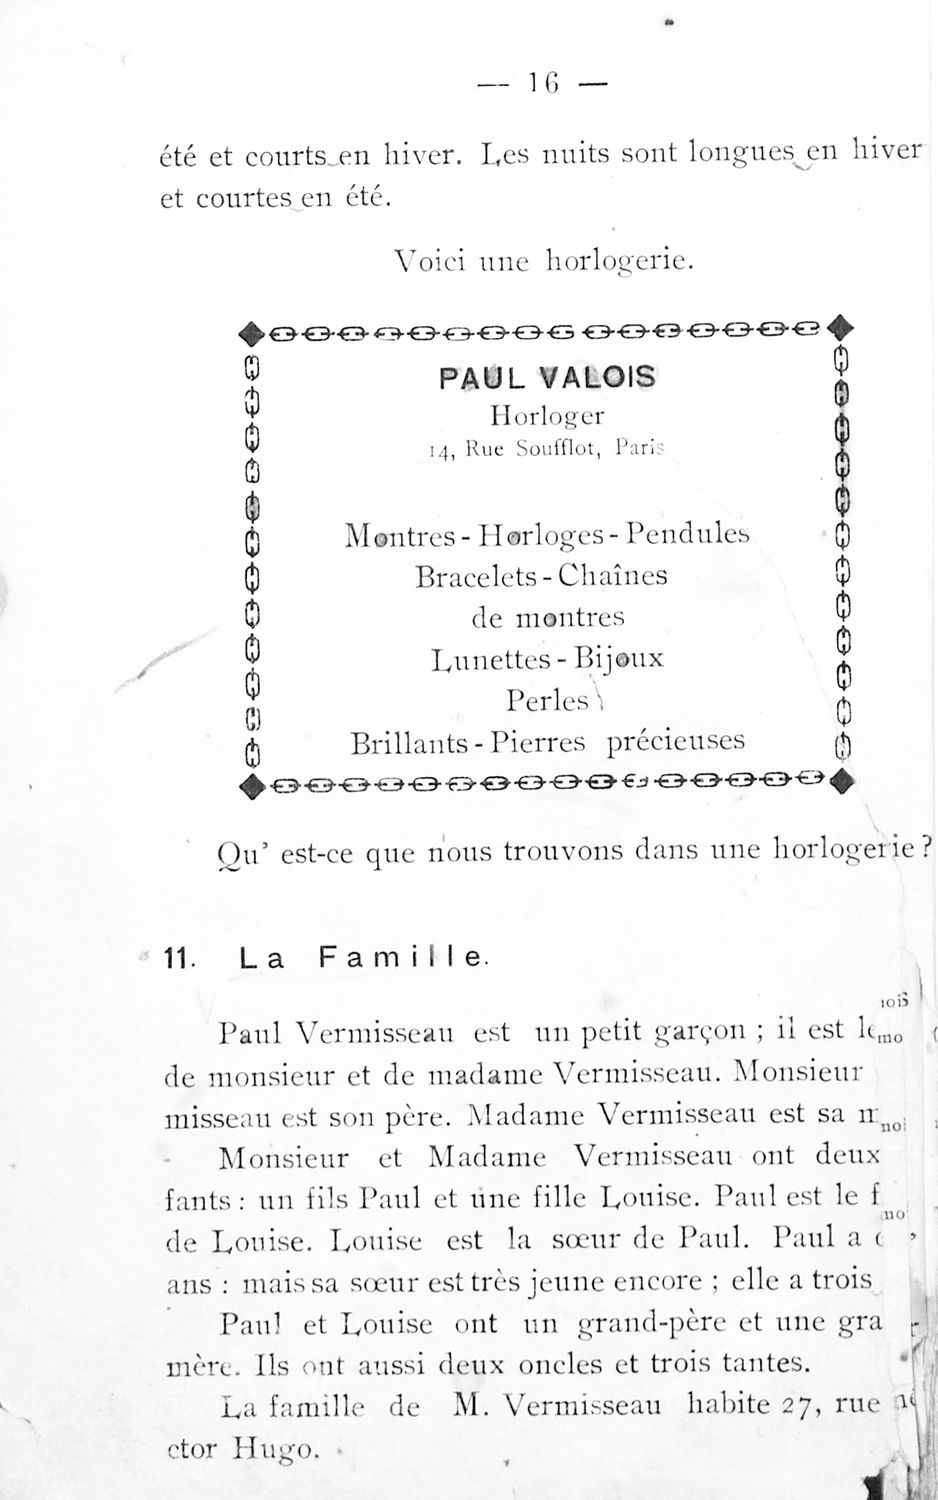 — 16 —
été et courts en hiver. Les nuits sont longues en hiver
et courtes en été.
Voici une horlogerie.
PAUL VALOIS
Horloger
14, Rue Soufflot, Paris
Montres - Horloges - Pendules
Bracelets - Chaînes
de montres
Lunettes - Bijoux
Perles
Brillants - Pierres précieuses
Qu' est-ce que nous trouvons dans une horlogerie ?
11. La Famille.
Paul Vermisseau est un petit garçon ; il est
de monsieur et de madame Vermisseau. Monsieur
misseau est son père. Madame Vermisseau est sa
Monsieur et Madame Vermisseau ont deux
fants : un fils Paul et une fille Louise. Paul est le
de Louise. Louise est la sœur de Paul. Paul a
ans : mais sa sœur est très jeune encore ; elle a trois
Paul et Louise ont un grand-père et une gra
mère. Ils ont aussi deux oncles et trois tantes.
La famille de M. Vermisseau habite 27, rue
ctor Hugo.